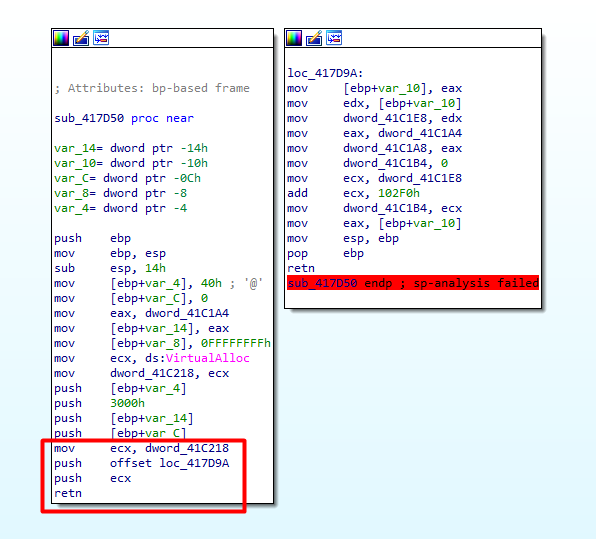 ; Attributes: bp-based frame
sub_417D50 proc near
var_14= dword ptr -14h
var_10= dword ptr -10h
var_C= dword ptr -0Ch
var_8= dword ptr -8
var_4= dword ptr -4
push ebp
mov ebp, esp
sub esp, 14h
mov [ebp+var_4], 40h ; '@'
mov [ebp+var_C], 0
mov eax, dword_41C1A4
mov [ebp+var_14], eax
mov [ebp+var_8], 0FFFFFFFFh
mov ecx, ds:VirtualAlloc
mov dword_41C218, ecx
push [ebp+var_4]
push 3000h
push [ebp+var_14]
push [ebp+var_C]
mov ecx, dword_41C218
push offset loc_417D9A
push ecx
retn
loc_417D9A:
mov [ebp+var_10], eax
mov edx, [ebp+var_10]
mov dword_41C1E8, edx
mov eax, dword_41C1A4
mov dword_41C1A8, eax
mov dword_41C1B4, 0
mov ecx, dword_41C1E8
add ecx, 102F0h
mov dword_41C1B4, ecx
mov eax, [ebp+var_10]
mov esp, ebp
pop ebp
retn
sub_417D50 endp ; sp-analysis failed